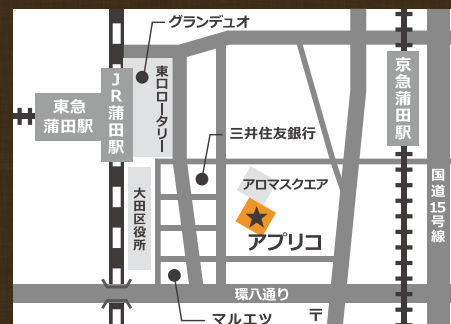 グランデュオ
東口ロータリー
JR蒲田駅
東急
蒲田駅
京急蒲田駅
三井住友銀行
アロマスクエア
国道15号線
大田区役所
アプリコ
環八通り
マルエツ
〒